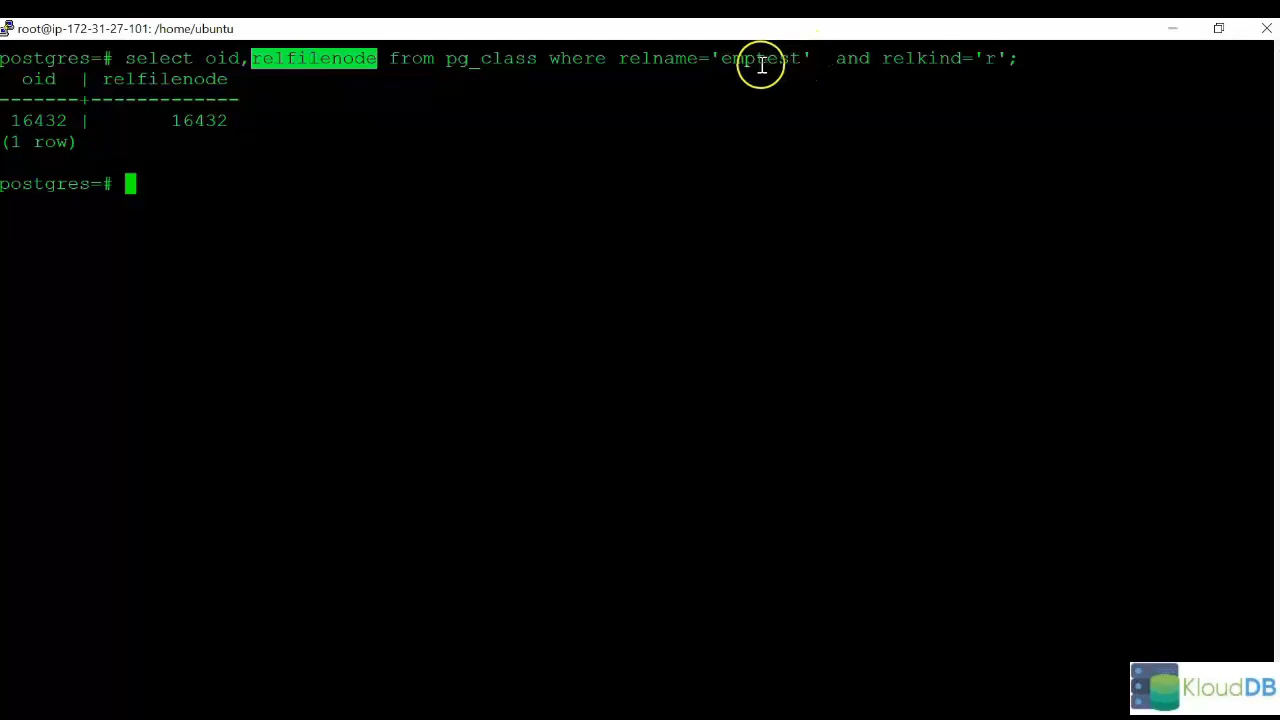 root@ip-172-31-27-101: /home/ubuntu
postgres=# select oid,relfilenode from pg_class where relname='emptest'  and relkind='r';
  oid  | relfilenode
-------+-------------
 16432 |       16432
(1 row)
postgres=#
KloudDB